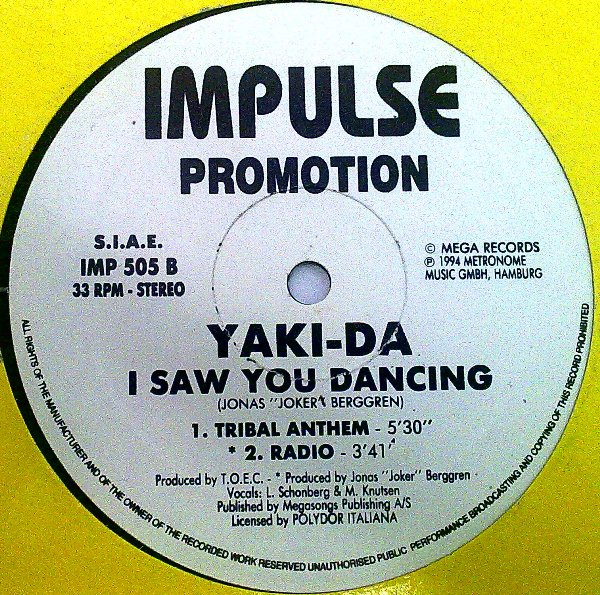 IMPULSE
PROMOTION
S.I.A.E.
IMP 505 B
33 RPM - STEREO
© MEGA RECORDS
℗ 1994 METRONOME
MUSIC GMBH, HAMBURG
YAKI-DA
I SAW YOU DANCING
(JONAS "JOKER" BERGGREN)
1. TRIBAL ANTHEM - 5'30"
* 2. RADIO - 3'41"
Produced by T.O.E.C. - * Produced by Jonas "Joker" Berggren
Vocals: L. Schonberg & M. Knutsen
Published by Megasongs Publishing A/S
Licensed by POLYDOR ITALIANA
ALL RIGHTS OF THE MANUFACTURER AND OF THE OWNER OF THE RECORDED WORK RESERVED UNAUTHORISED PUBLIC PERFORMANCE BROADCASTING AND COPYING OF THIS RECORD PROHIBITED